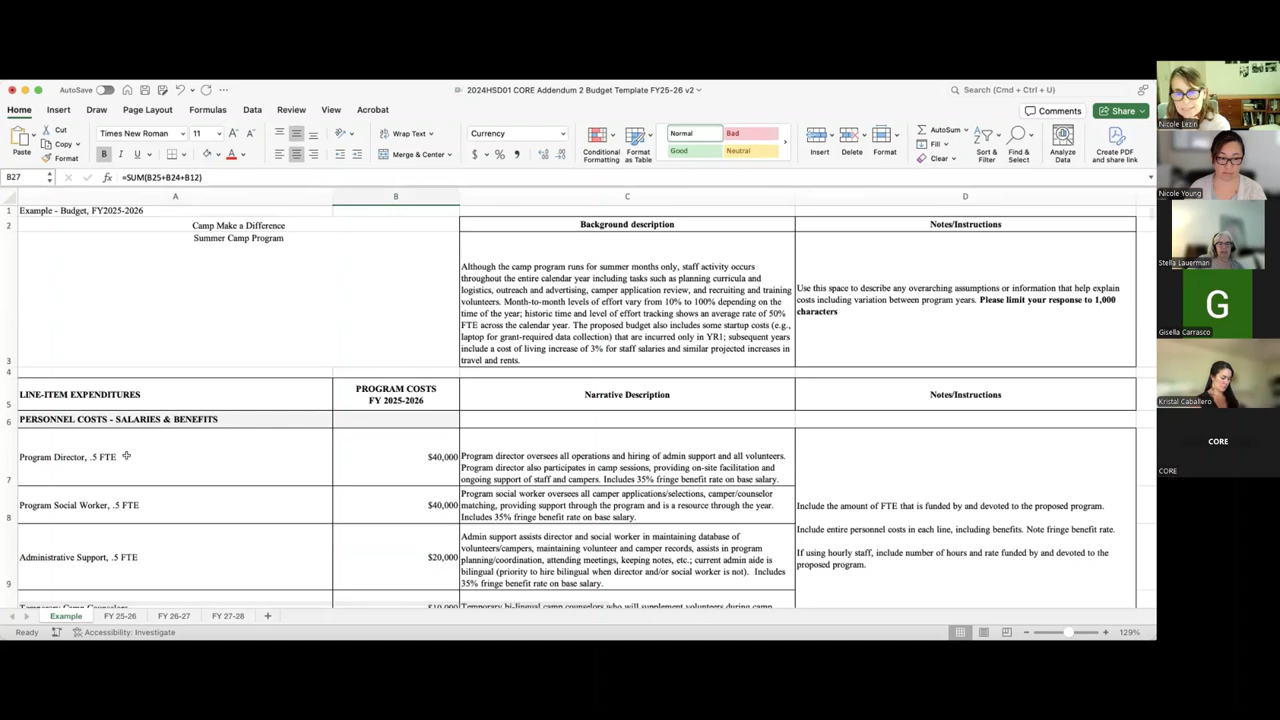 AutoSave
2024HSD01 CORE Addendum 2 Budget Template FY25-26 v2
Search (Cmd + Ctrl + U)
Home
Insert
Draw
Page Layout
Formulas
Data
Review
View
Acrobat
Comments
Share
Paste
Cut
Copy
Format
Times New Roman
11
Wrap Text
Merge & Center
Currency
Conditional
Formatting
Format
as Table
Normal
Bad
Good
Neutral
Insert
Delete
Format
AutoSum
Fill
Clear
Sort &
Filter
Find &
Select
Analyze
Data
Create PDF
and share link
B27
=SUM(B25+B24+B12)
A
B
C
D
1
Example - Budget, FY2025-2026
2
Camp Make a Difference
Background description
Notes/Instructions
Summer Camp Program
Although the camp program runs for summer months only, staff activity occurs
throughout the entire calendar year including tasks such as planning curricula and
logistics, outreach and advertising, camper application review, and recruiting and training
volunteers. Month-to-month levels of effort vary from 10% to 100% depending on the
time of the year; historic time and level of effort tracking shows an average rate of 50%
FTE across the calendar year. The proposed budget also includes some startup costs (e.g.,
laptop for grant-required data collection) that are incurred only in YR1; subsequent years
include a cost of living increase of 3% for staff salaries and similar projected increases in
travel and rents.
Use this space to describe any overarching assumptions or information that help explain
costs including variation between program years. Please limit your response to 1,000
characters
3
4
5
LINE-ITEM EXPENDITURES
PROGRAM COSTS
FY 2025-2026
Narrative Description
Notes/Instructions
6
PERSONNEL COSTS - SALARIES & BENEFITS
7
Program Director, .5 FTE
$40,000
Program director oversees all operations and hiring of admin support and all volunteers.
Program director also participates in camp sessions, providing on-site facilitation and
ongoing support of staff and campers. Includes 35% fringe benefit rate on base salary.
8
Program Social Worker, .5 FTE
$40,000
Program social worker oversees all camper applications/selections, camper/counselor
matching, providing support through the program and is a resource through the year.
Includes 35% fringe benefit rate on base salary.
9
Administrative Support, .5 FTE
$20,000
Admin support assists director and social worker in maintaining database of
volunteers/campers, maintaining volunteer and camper records, assists in program
planning/coordination, attending meetings, keeping notes, etc.; current admin aide is
bilingual (priority to hire bilingual when director and/or social worker is not). Includes
35% fringe benefit rate on base salary.
Include the amount of FTE that is funded by and devoted to the proposed program.
Include entire personnel costs in each line, including benefits. Note fringe benefit rate.
If using hourly staff, include number of hours and rate funded by and devoted to the
proposed program.
Temporary Camp Counselors
$10,000
Temporary bi-lingual camp counselors who will supplement volunteers during camp
Example
FY 25-26
FY 26-27
FY 27-28
Ready
Accessibility: Investigate
129%
Nicole Lezin
Nicole Young
Stella Lauerman
G
Gisella Carrasco
Kristal Caballero
CORE
CORE